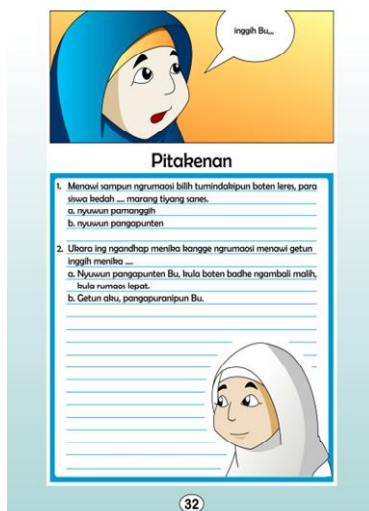 inggih Bu,,,
Pitakenan
1. Menawi sampun ngrumaosi bilih tumindakipun boten leres, para
siswa kedah .... marang tiyang sanes.
a. nyuwun pamanggih
b. nyuwun pangapunten
2. Ukara ing ngandhap menika kangge ngrumaosi menawi getun
inggih menika ....
a. Nyuwun pangapunten Bu, kula boten badhe ngambali malih,
kula rumaos lepat.
b. Getun aku, pangapuranipun Bu.
32